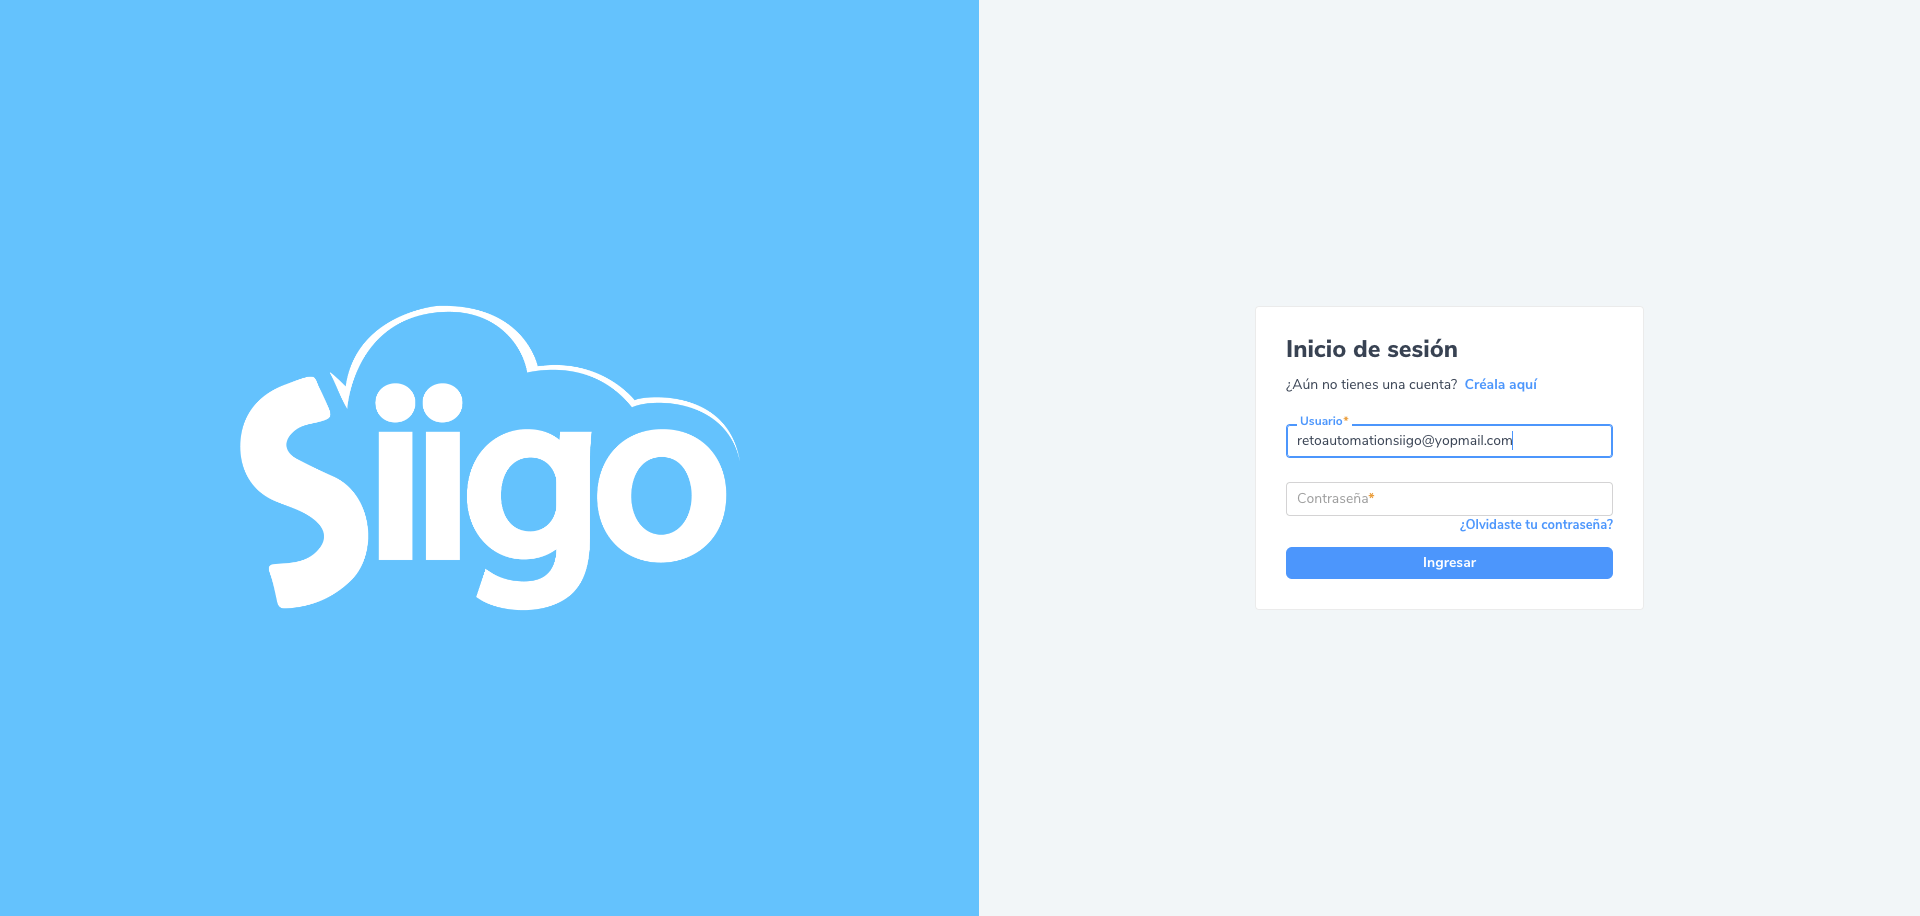 Siigo
Inicio de sesión
¿Aún no tienes una cuenta? Créala aquí
Usuario*
retoautomationsiigo@yopmail.com
Contraseña*
¿Olvidaste tu contraseña?
Ingresar